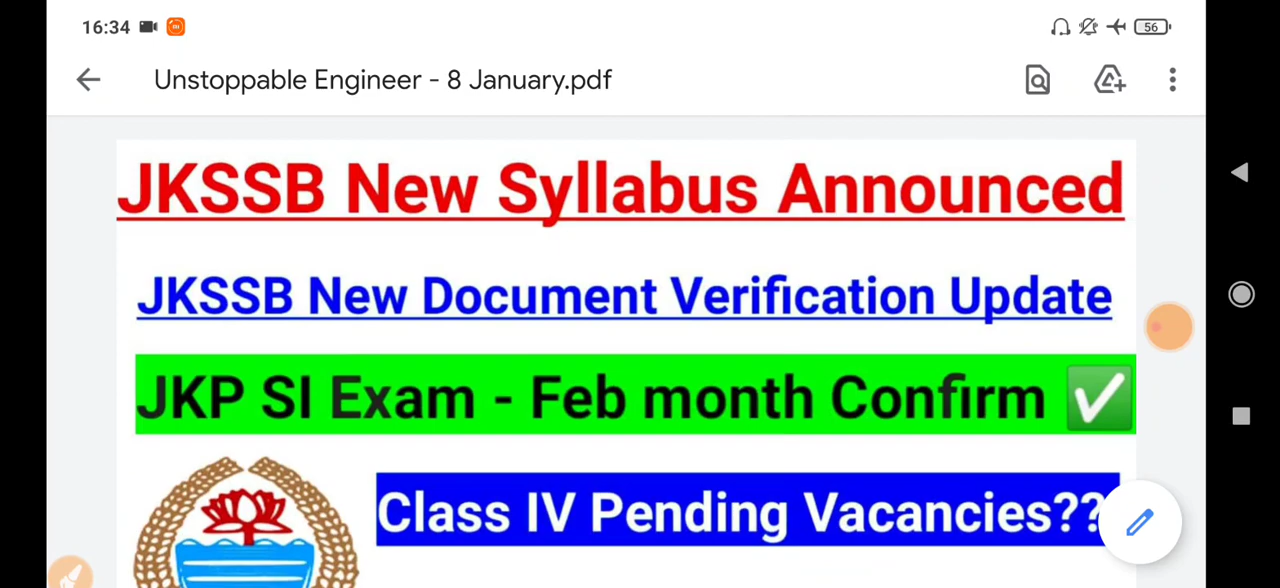 16:34
56
Unstoppable Engineer - 8 January.pdf
JKSSB New Syllabus Announced
JKSSB New Document Verification Update
JKP SI Exam - Feb month Confirm ✅
Class IV Pending Vacancies??